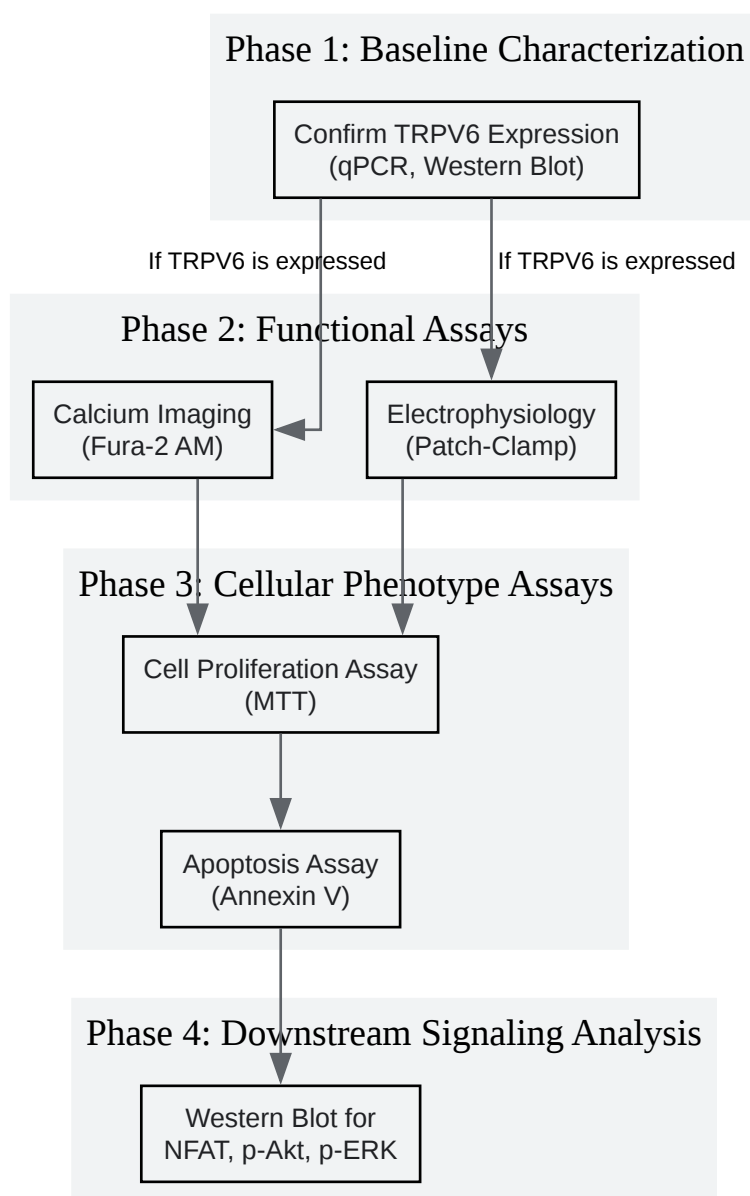 Phase 1: Baseline Characterization
Confirm TRPV6 Expression
(qPCR, Western Blot)
If TRPV6 is expressed
If TRPV6 is expressed
Phase 2: Functional Assays
Calcium Imaging
(Fura-2 AM)
Electrophysiology
(Patch-Clamp)
Phase 3: Cellular Phenotype Assays
Cell Proliferation Assay
(MTT)
Apoptosis Assay
(Annexin V)
Phase 4: Downstream Signaling Analysis
Western Blot for
NFAT, p-Akt, p-ERK